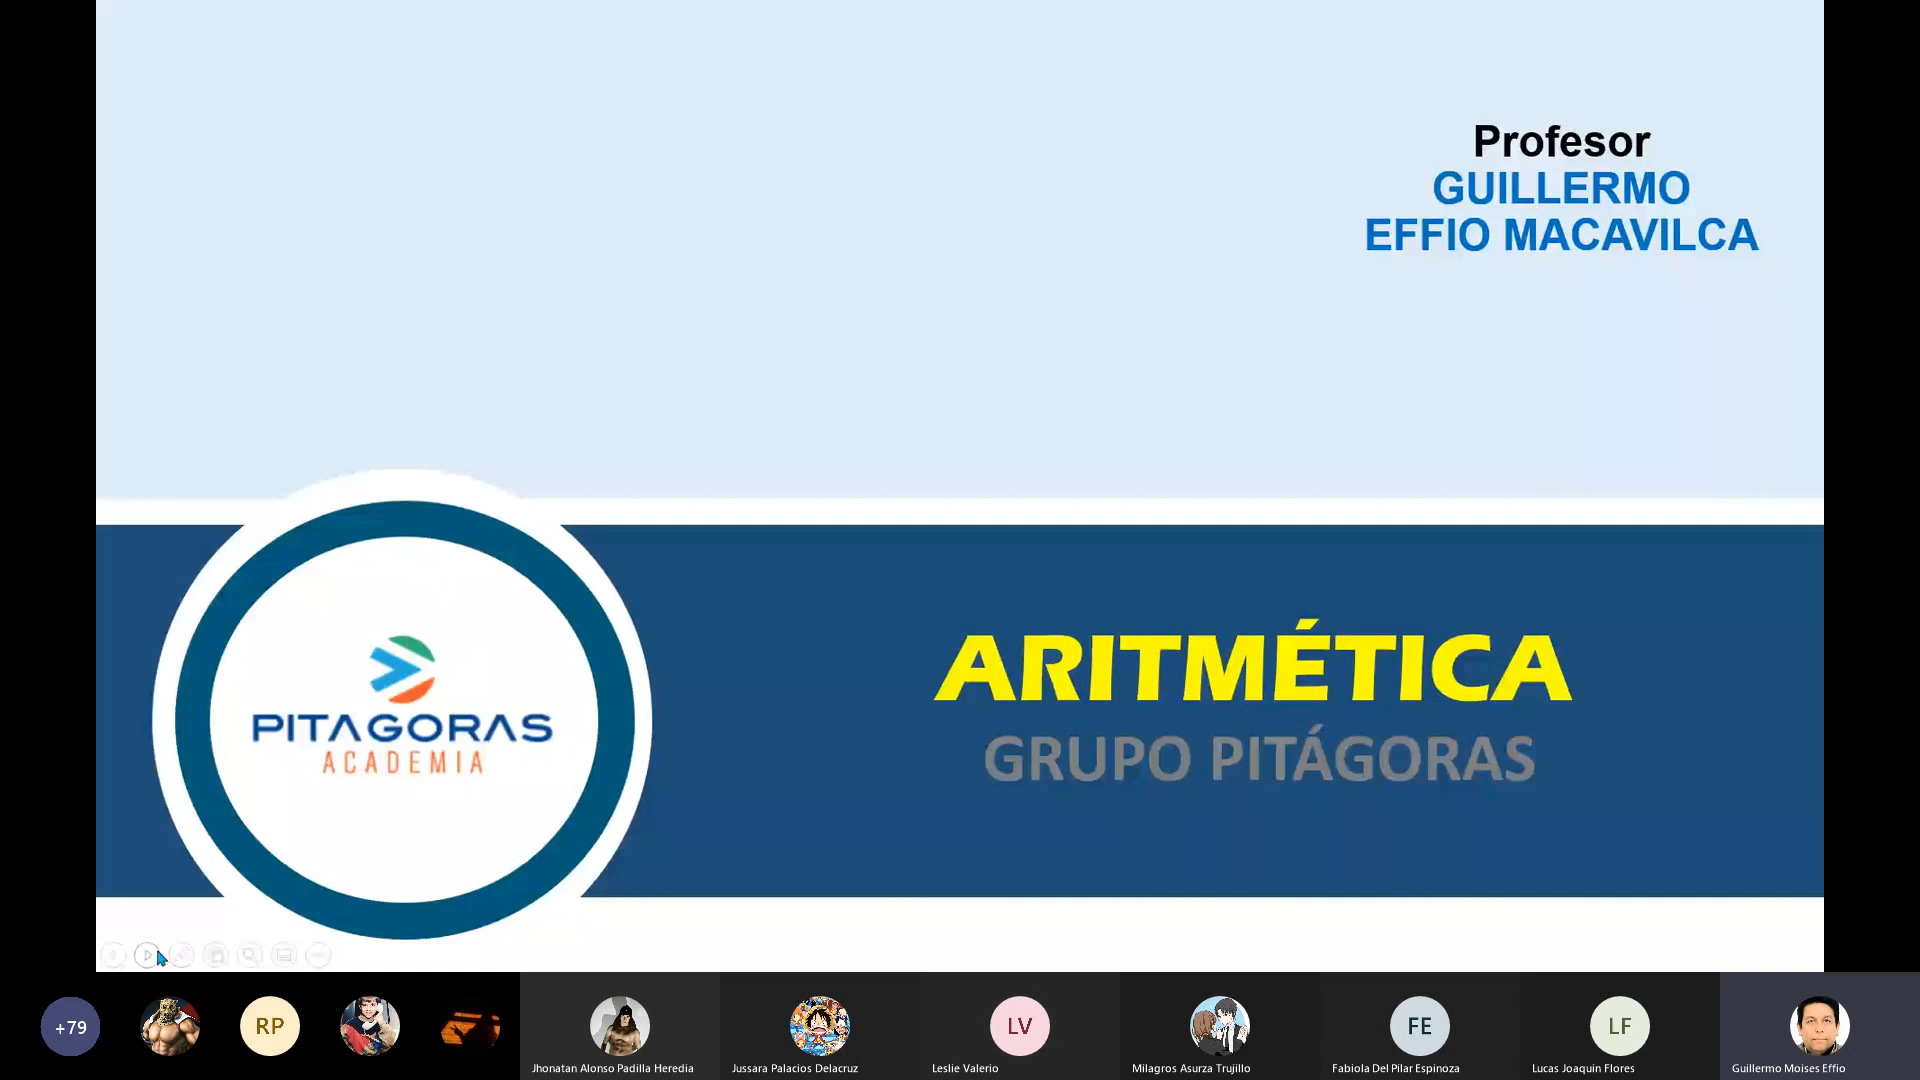 Profesor
GUILLERMO
EFFIO MACAVILCA
PITAGORAS
ACADEMIA
ARITMÉTICA
GRUPO PITÁGORAS
+79
RP
LV
FE
LF
Jhonatan Alonso Padilla Heredia
Jussara Palacios Delacruz
Leslie Valerio
Milagros Asurza Trujillo
Fabiola Del Pilar Espinoza
Lucas Joaquin Flores
Guillermo Moises Effio